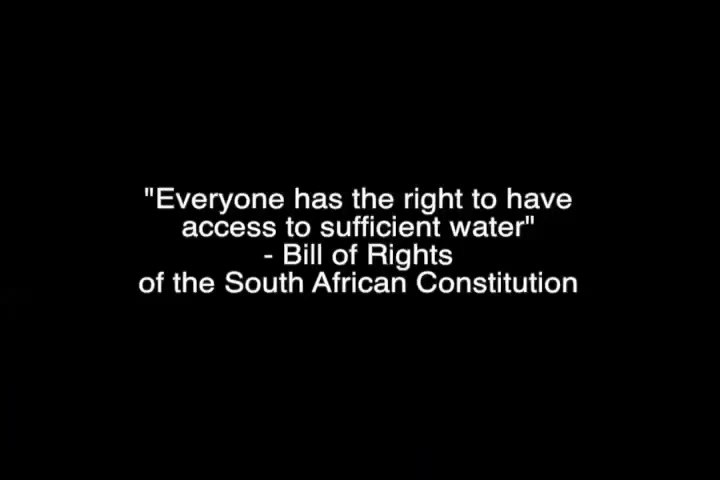 "Everyone has the right to have
access to sufficient water"
- Bill of Rights
of the South African Constitution